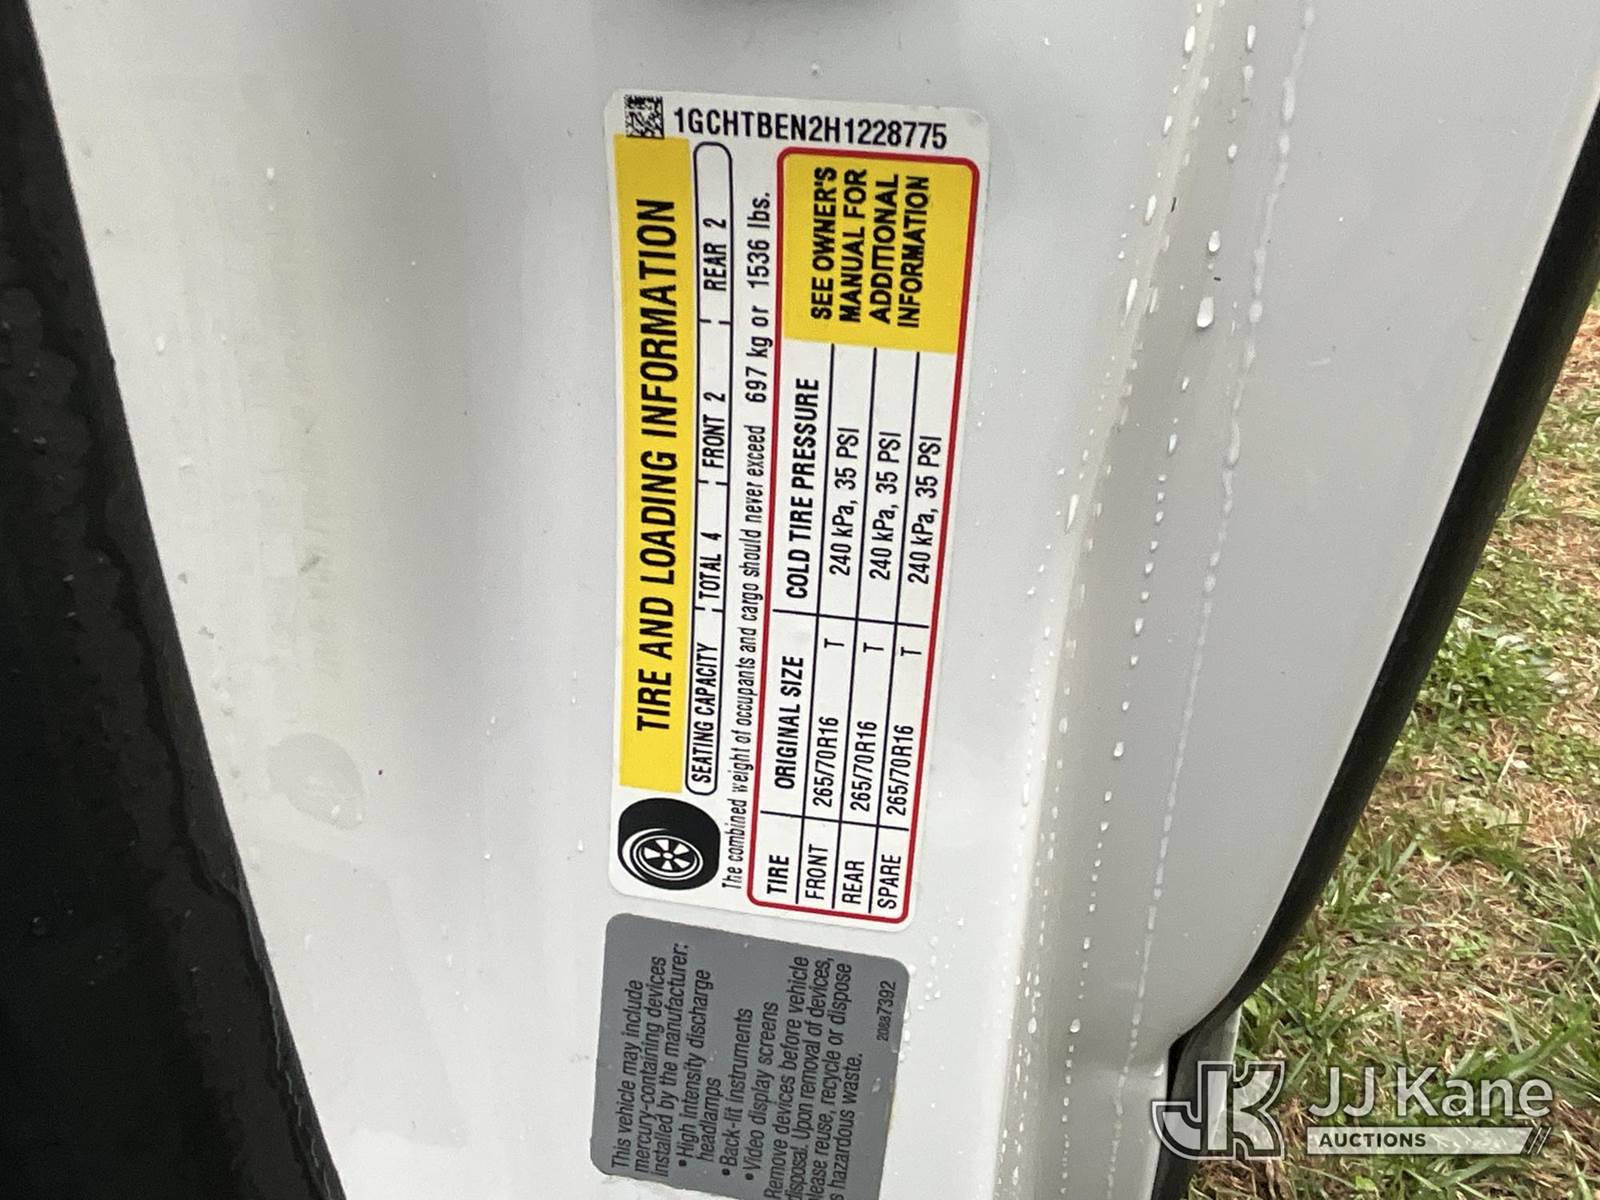 1GCHTBEN2H1228775
TIRE AND LOADING INFORMATION
SEATING CAPACITY TOTAL 4 FRONT 2 REAR 2
The combined weight of occupants and cargo should never exceed 697 kg or 1536 lbs.
TIRE ORIGINAL SIZE COLD TIRE PRESSURE
FRONT 265/70R16 T 240 kPa, 35 PSI
REAR 265/70R16 T 240 kPa, 35 PSI
SPARE 265/70R16 T 240 kPa, 35 PSI
SEE OWNER'S
MANUAL FOR
ADDITIONAL
INFORMATION
This vehicle may include
mercury-containing devices
installed by the manufacturer:
•High intensity discharge
headlamps
•Back-lit instruments
•Video display screens
Remove devices before vehicle
disposal. Upon removal of devices,
please reuse, recycle or dispose
as hazardous waste.
20887392
JK JJ Kane
AUCTIONS